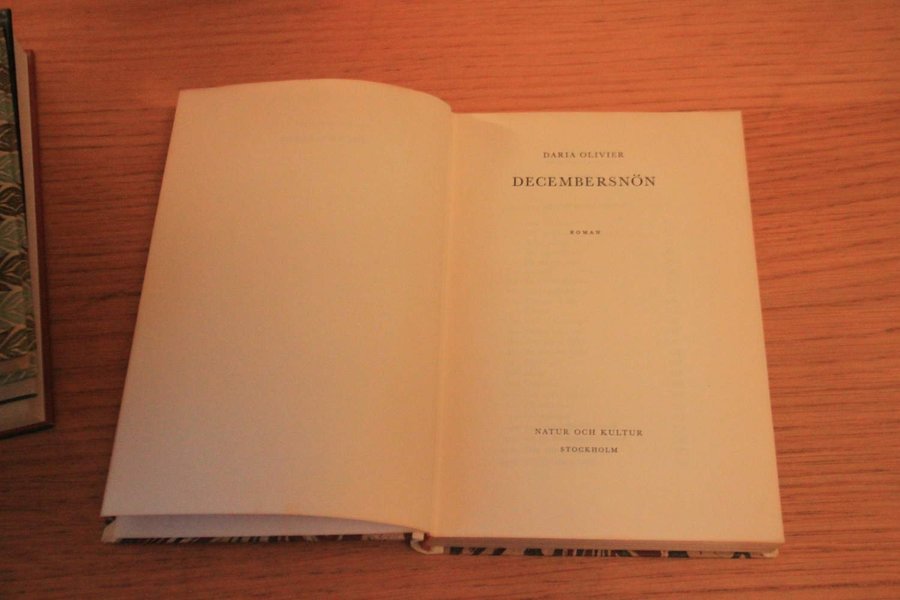 DARIA OLIVIER
DECEMBERSNÖN
ROMAN
NATUR OCH KULTUR
STOCKHOLM